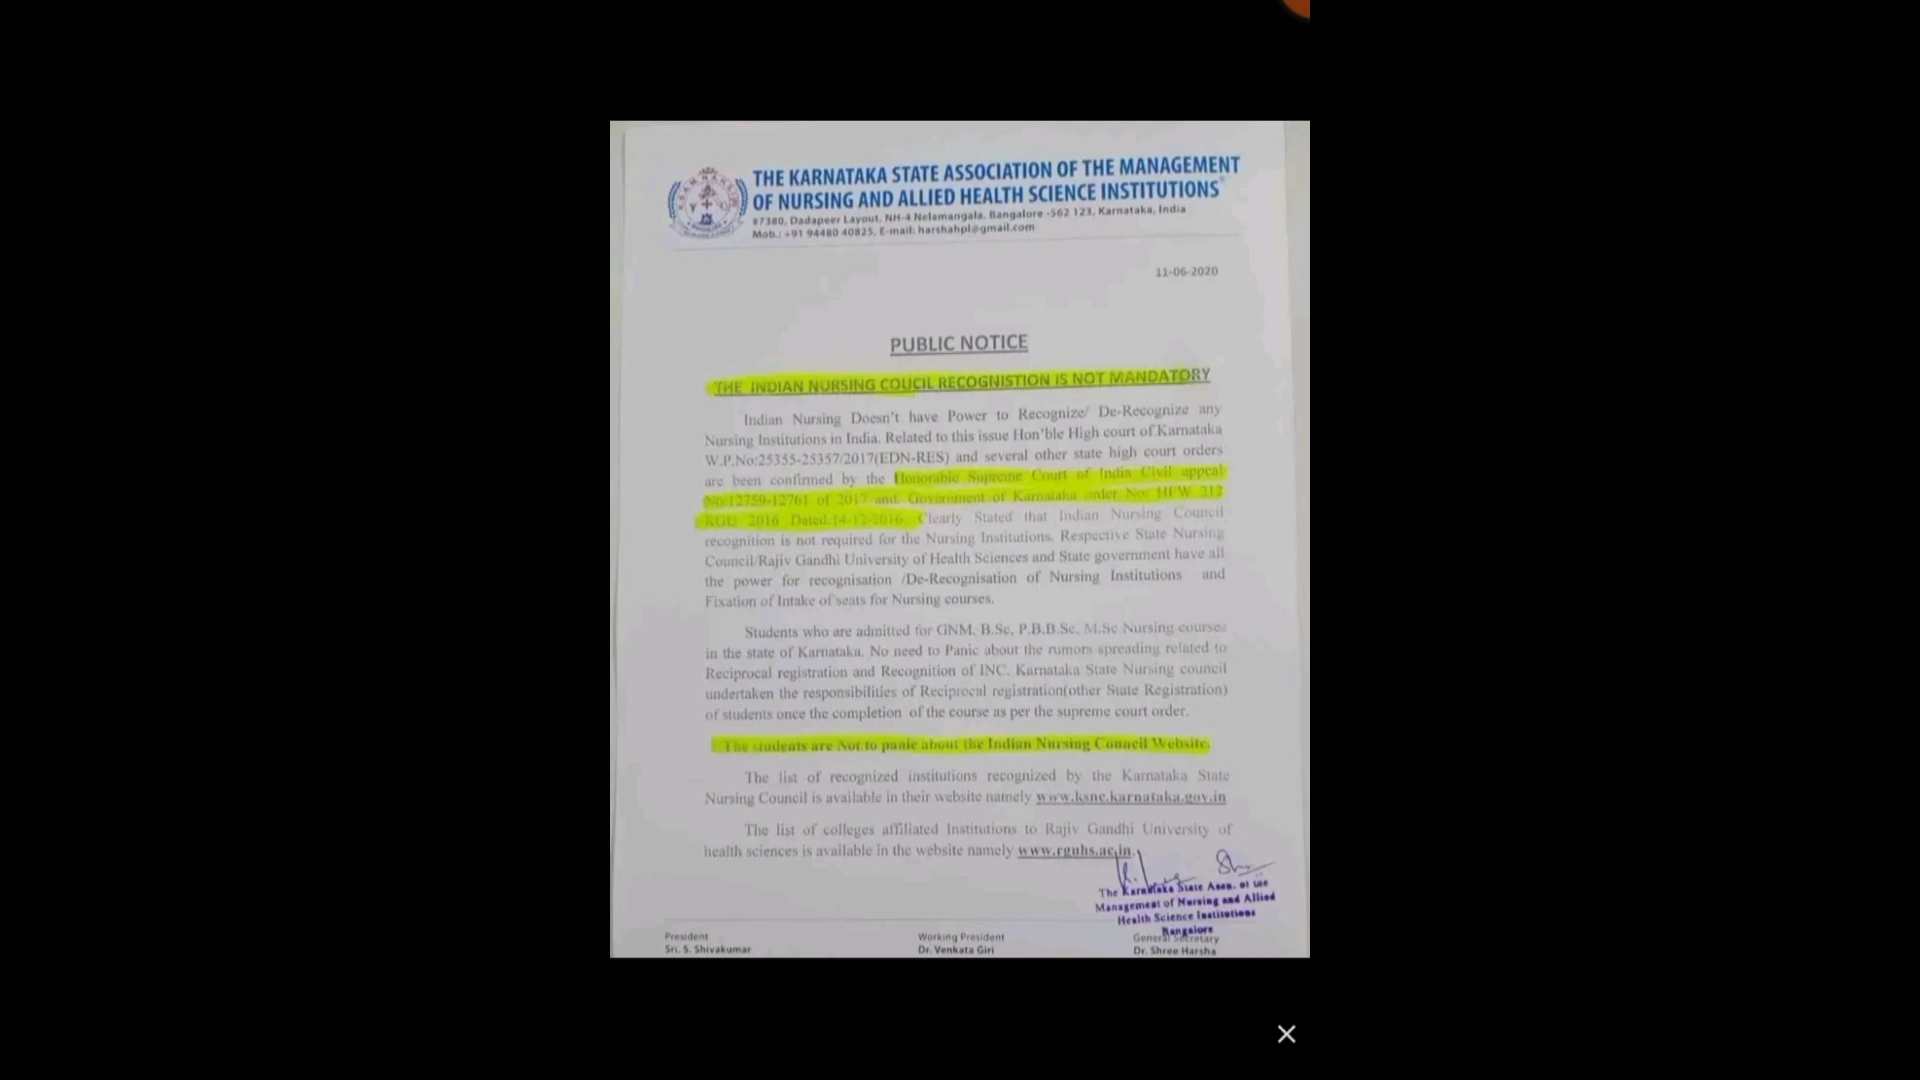 THE KARNATAKA STATE ASSOCIATION OF THE MANAGEMENT
OF NURSING AND ALLIED HEALTH SCIENCE INSTITUTIONS
#7380, Dadapeer Layout, NH-4 Nelamangala, Bangalore -562 123, Karnataka, India
Mob.: +91 94480 40825, E-mail: harshahpl@gmail.com
11-06-2020
PUBLIC NOTICE
THE INDIAN NURSING COUCIL RECOGNISTION IS NOT MANDATORY
Indian Nursing Doesn't have Power to Recognize/ De-Recognize any
Nursing Institutions in India. Related to this issue Hon'ble High court of Karnataka
W.P.No:25355-25357/2017(EDN-RES) and several other state high court orders
are been confirmed by the Honorable Supreme Court of India Civil appeal
No:12759-12761 of 2017 and. Government of Karnataka order No: HFW 212
RGU 2016 Dated:14-12-2016. Clearly Stated that Indian Nursing Council
recognition is not required for the Nursing Institutions, Respective State Nursing
Council/Rajiv Gandhi University of Health Sciences and State government have all
the power for recognisation /De-Recognisation of Nursing Institutions and
Fixation of Intake of seats for Nursing courses.
Students who are admitted for GNM, B.Sc, P.B.B.Sc, M.Sc Nursing courses
in the state of Karnataka. No need to Panic about the rumors spreading related to
Reciprocal registration and Recognition of INC. Karnataka State Nursing council
undertaken the responsibilities of Reciprocal registration(other State Registration)
of students once the completion of the course as per the supreme court order.
The students are Not to panic about the Indian Nursing Council Website.
The list of recognized institutions recognized by the Karnataka State
Nursing Council is available in their website namely www.ksnc.karnataka.gov.in
The list of colleges affiliated Institutions to Rajiv Gandhi University of
health sciences is available in the website namely www.rguhs.ac.in.
The Karnataka State Assn. of the
Management of Nursing and Allied
Health Science Institutions
Bangalore
President
Sri. S. Shivakumar
Working President
Dr. Venkata Giri
General Secretary
Dr. Shree Harsha